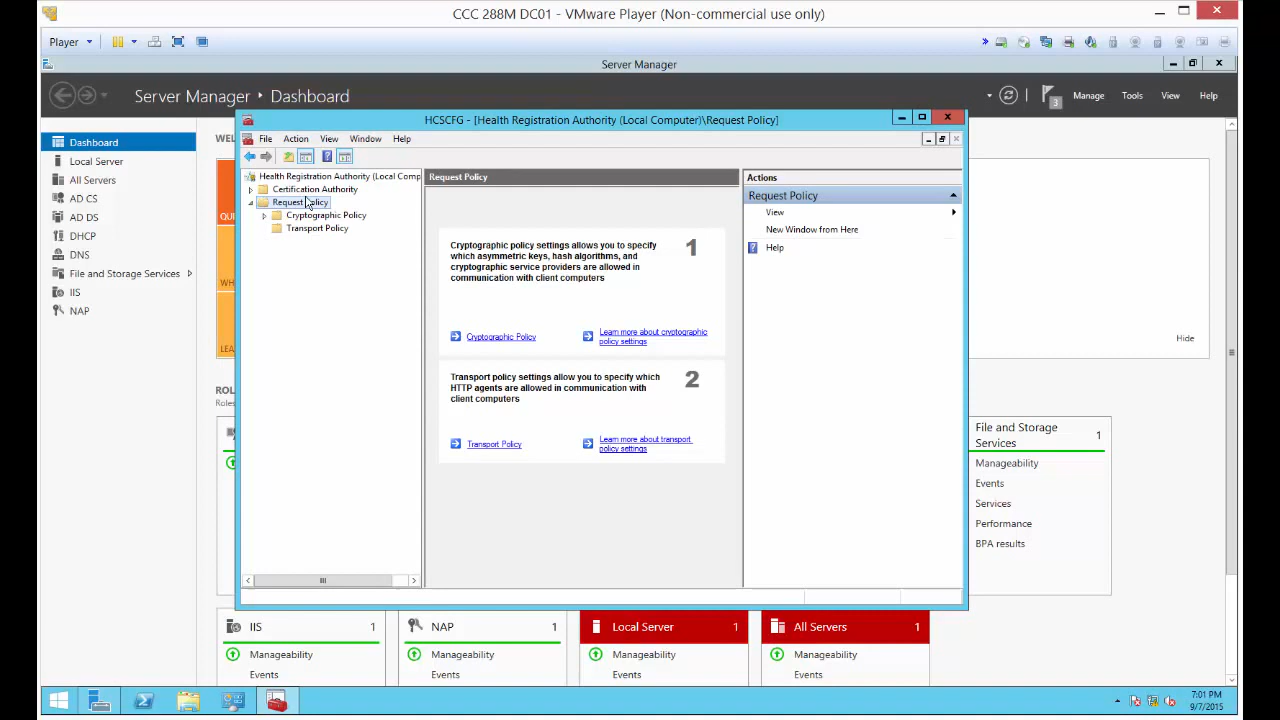 CCC 288M DC01 - VMware Player (Non-commercial use only)
Player
Server Manager
Server Manager • Dashboard
Manage
Tools
View
Help
3
HCSCFG - [Health Registration Authority (Local Computer)\Request Policy]
File
Action
View
Window
Help
Dashboard
Local Server
All Servers
AD CS
AD DS
DHCP
DNS
File and Storage Services
IIS
NAP
WEL
QUI
WH
LEA
ROL
Roles
Health Registration Authority (Local Comp
Certification Authority
Request Policy
Cryptographic Policy
Transport Policy
Request Policy
Cryptographic policy settings allows you to specify
which asymmetric keys, hash algorithms, and
cryptographic service providers are allowed in
communication with client computers
1
Cryptographic Policy
Learn more about cryptographic
policy settings
Transport policy settings allow you to specify which
HTTP agents are allowed in communication with
client computers
2
Transport Policy
Learn more about transport
policy settings
Actions
Request Policy
View
New Window from Here
Help
Hide
File and Storage
Services
1
Manageability
Events
Services
Performance
BPA results
IIS
1
Manageability
Events
NAP
1
Manageability
Events
Local Server
1
Manageability
Events
All Servers
1
Manageability
Events
7:01 PM
9/7/2015